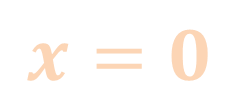 x = 0